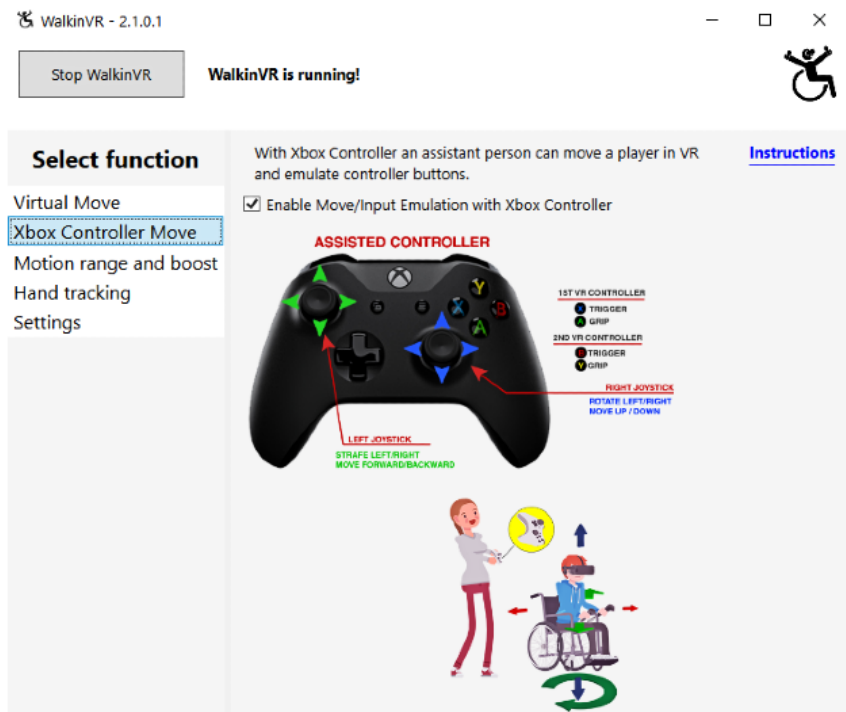 WalkinVR - 2.1.0.1
Stop WalkinVR
WalkinVR is running!
Select function
Virtual Move
Xbox Controller Move
Motion range and boost
Hand tracking
Settings
With Xbox Controller an assistant person can move a player in VR
and emulate controller buttons.
Instructions
Enable Move/Input Emulation with Xbox Controller
ASSISTED CONTROLLER
Y
X
B
A
1ST VR CONTROLLER
X TRIGGER
A GRIP
2ND VR CONTROLLER
B TRIGGER
Y GRIP
RIGHT JOYSTICK
ROTATE LEFT/RIGHT
MOVE UP / DOWN
LEFT JOYSTICK
STRAFE LEFT/RIGHT
MOVE FORWARD/BACKWARD